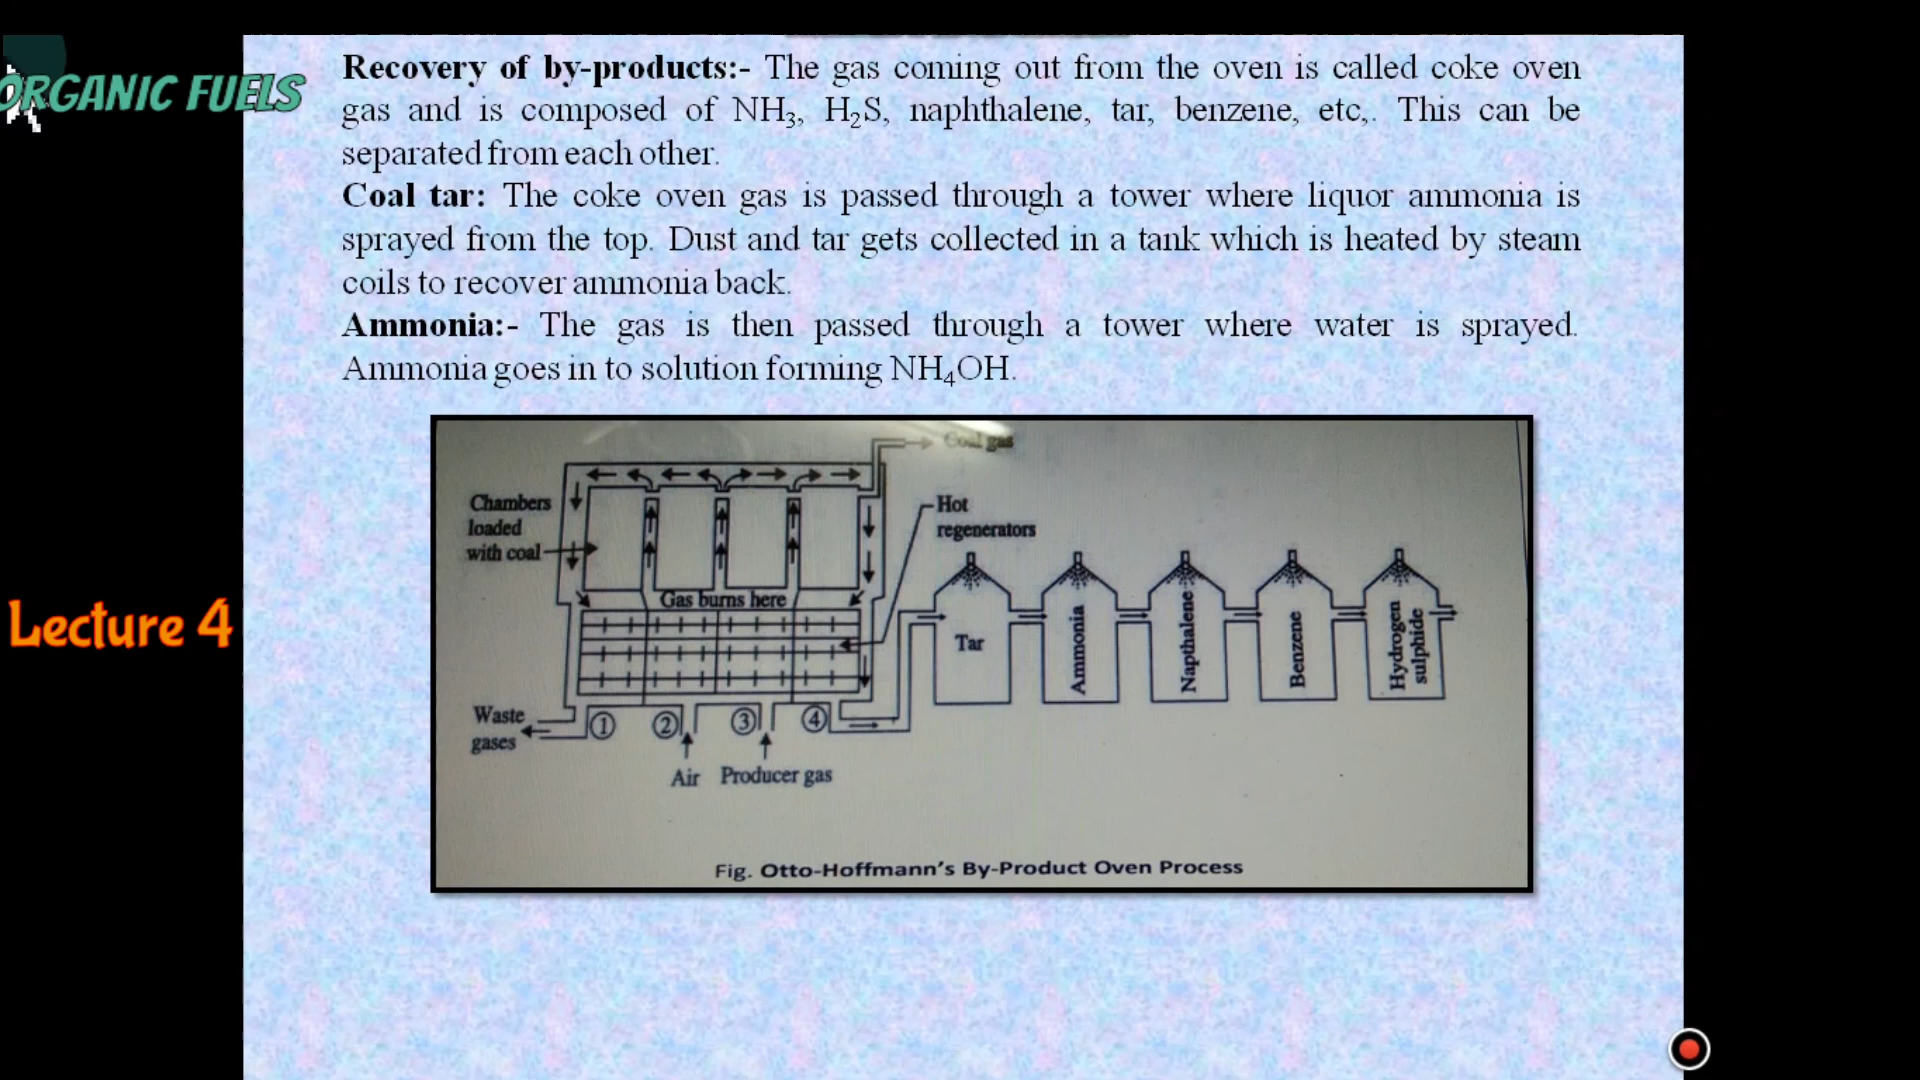 Recovery of by-products:- The gas coming out from the oven is called coke oven
gas and is composed of NH₃, H₂S, naphthalene, tar, benzene, etc,. This can be
separated from each other.
Coal tar: The coke oven gas is passed through a tower where liquor ammonia is
sprayed from the top. Dust and tar gets collected in a tank which is heated by steam
coils to recover ammonia back.
Ammonia:- The gas is then passed through a tower where water is sprayed.
Ammonia goes in to solution forming NH₄OH.
ORGANIC FUELS
Lecture 4
Coal gas
Chambers
loaded
with coal
Hot
regenerators
Gas burns here
Tar
Ammonia
Napthalene
Benzene
Hydrogen
sulphide
Waste
gases
① ② ③ ④
Air Producer gas
Fig. Otto-Hoffmann's By-Product Oven Process